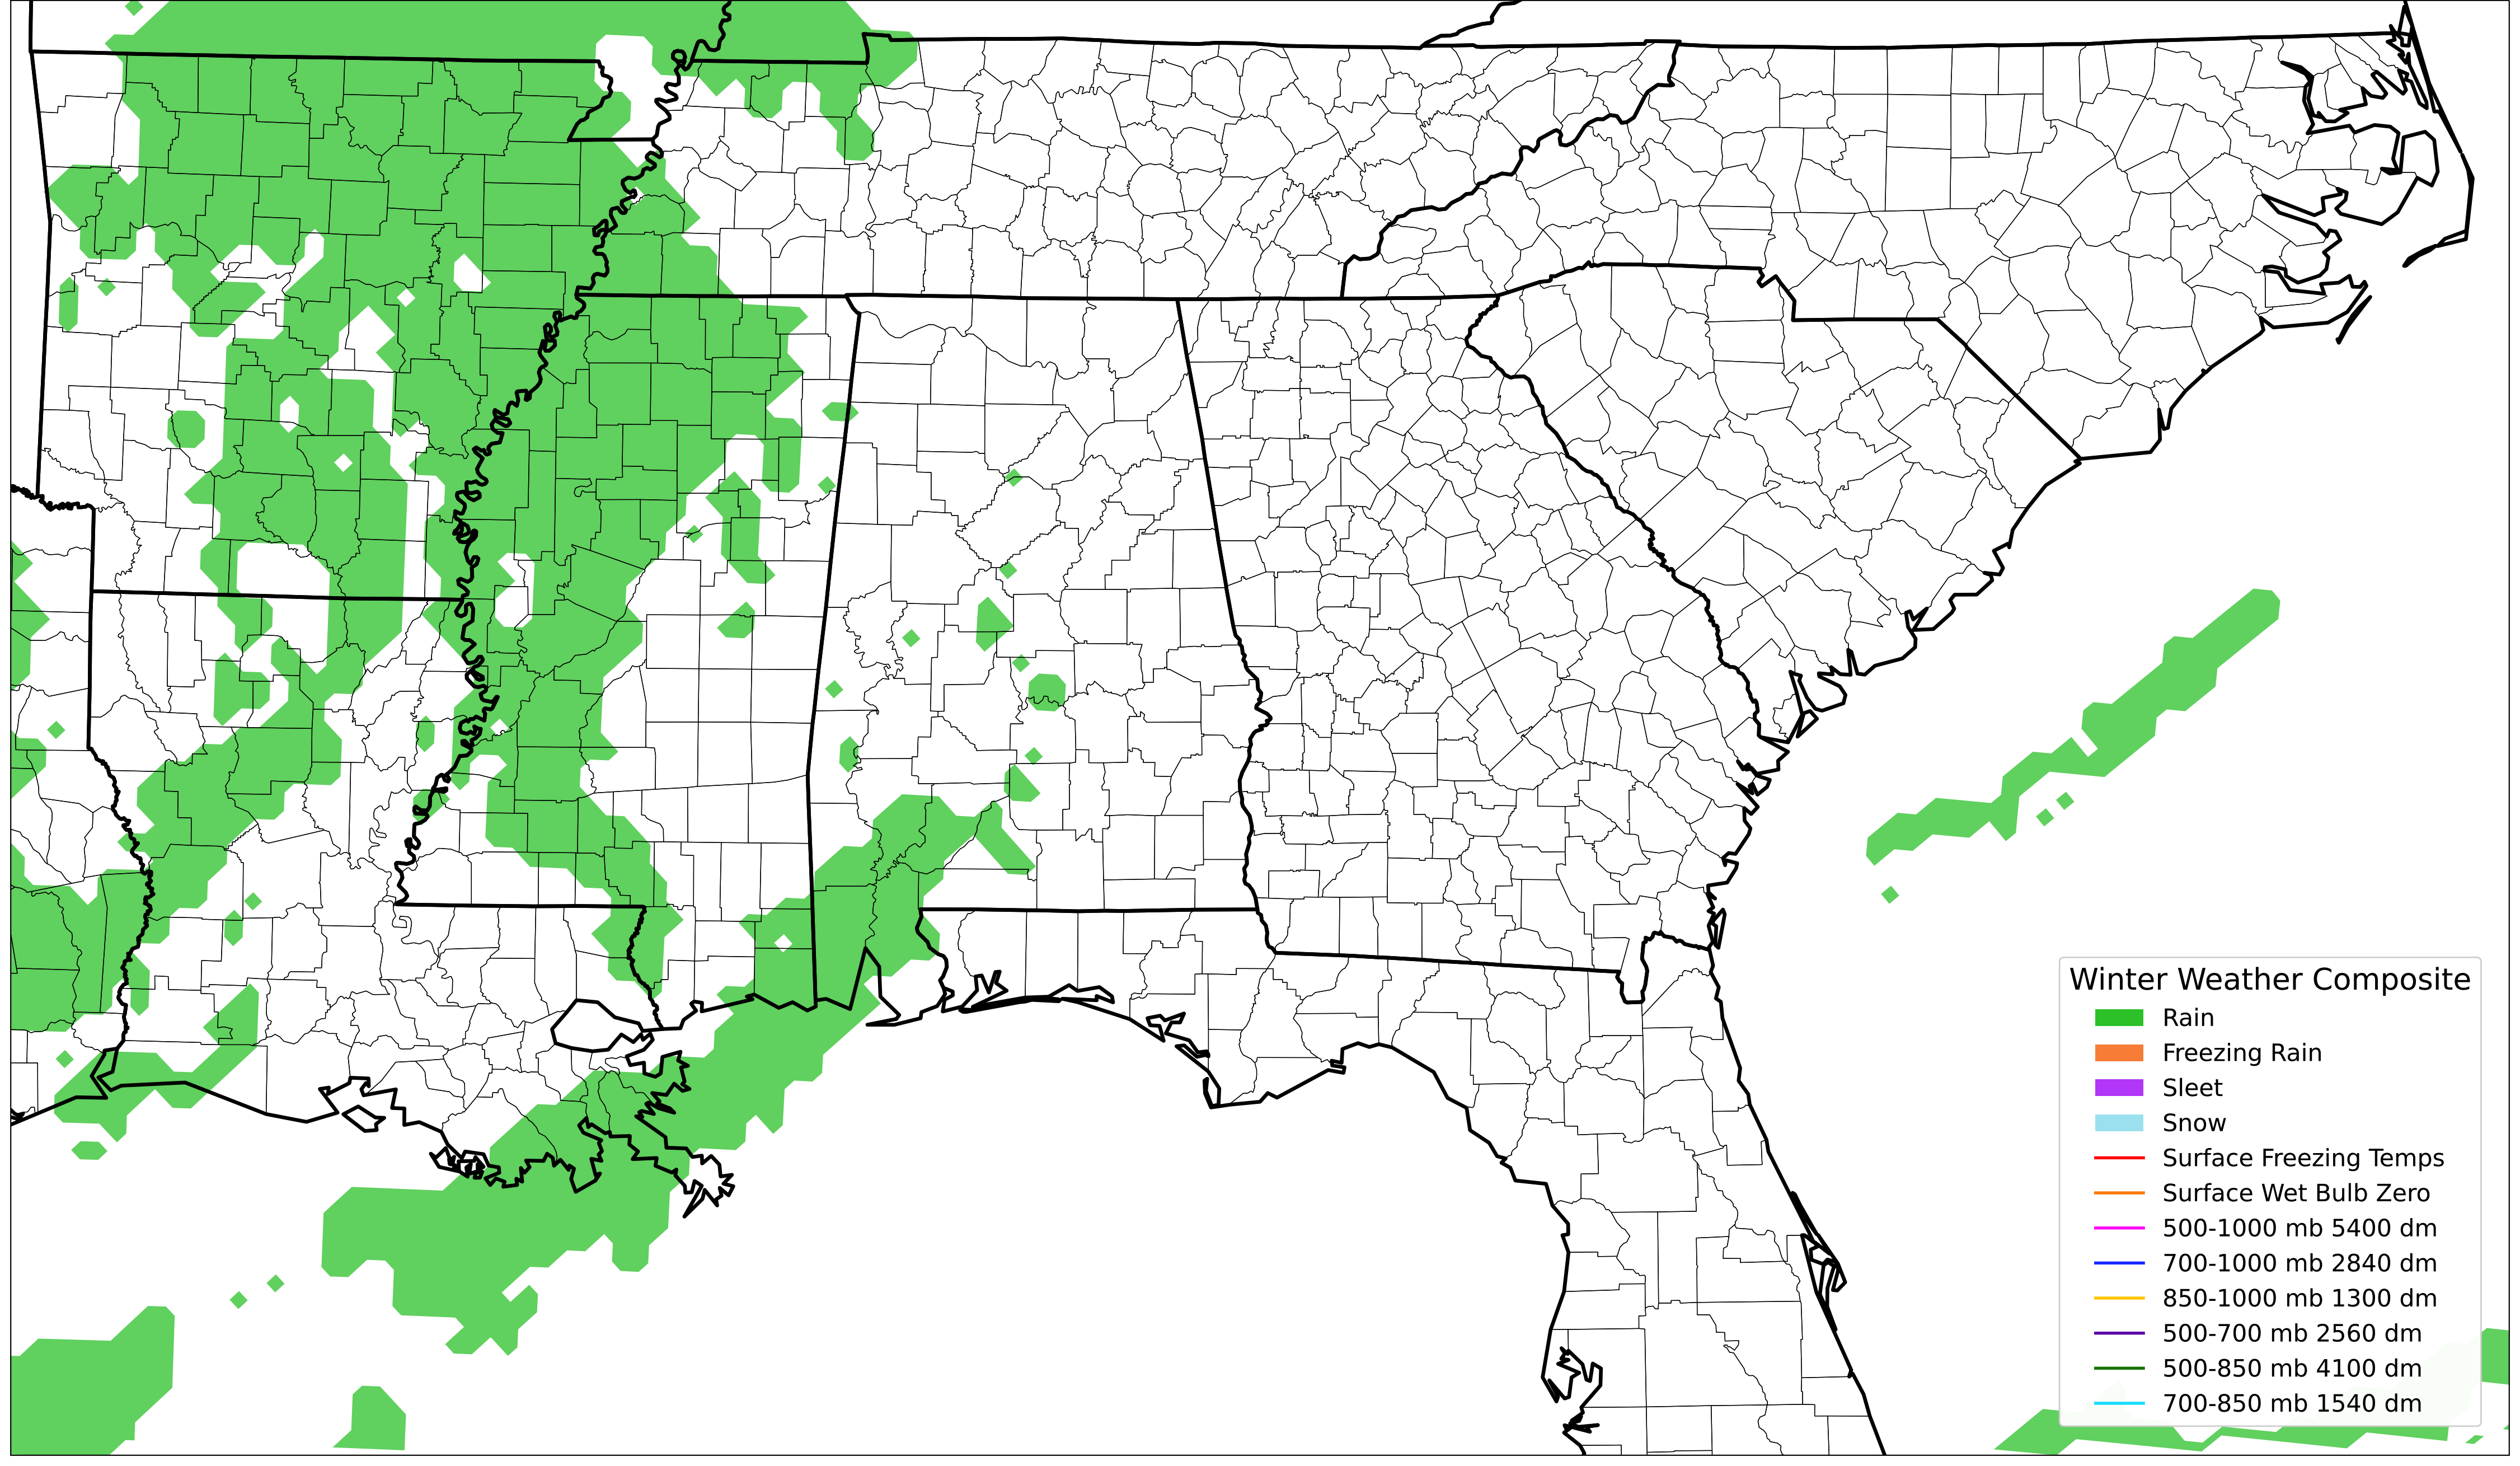 Winter Weather Composite
Rain
Freezing Rain
Sleet
Snow
Surface Freezing Temps
Surface Wet Bulb Zero
500-1000 mb 5400 dm
700-1000 mb 2840 dm
850-1000 mb 1300 dm
500-700 mb 2560 dm
500-850 mb 4100 dm
700-850 mb 1540 dm